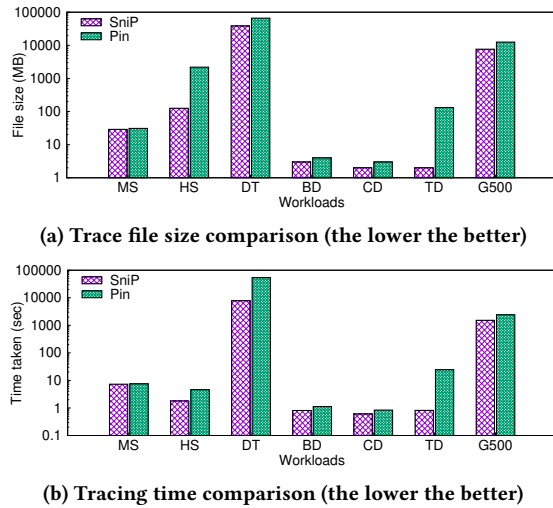 100000
10000
1000
100
10
1
File size (MB)
SniP
Pin
MS HS DT BD CD TD G500
Workloads
(a) Trace file size comparison (the lower the better)
100000
10000
1000
100
10
1
0.1
Time taken (sec)
SniP
Pin
MS HS DT BD CD TD G500
Workloads
(b) Tracing time comparison (the lower the better)